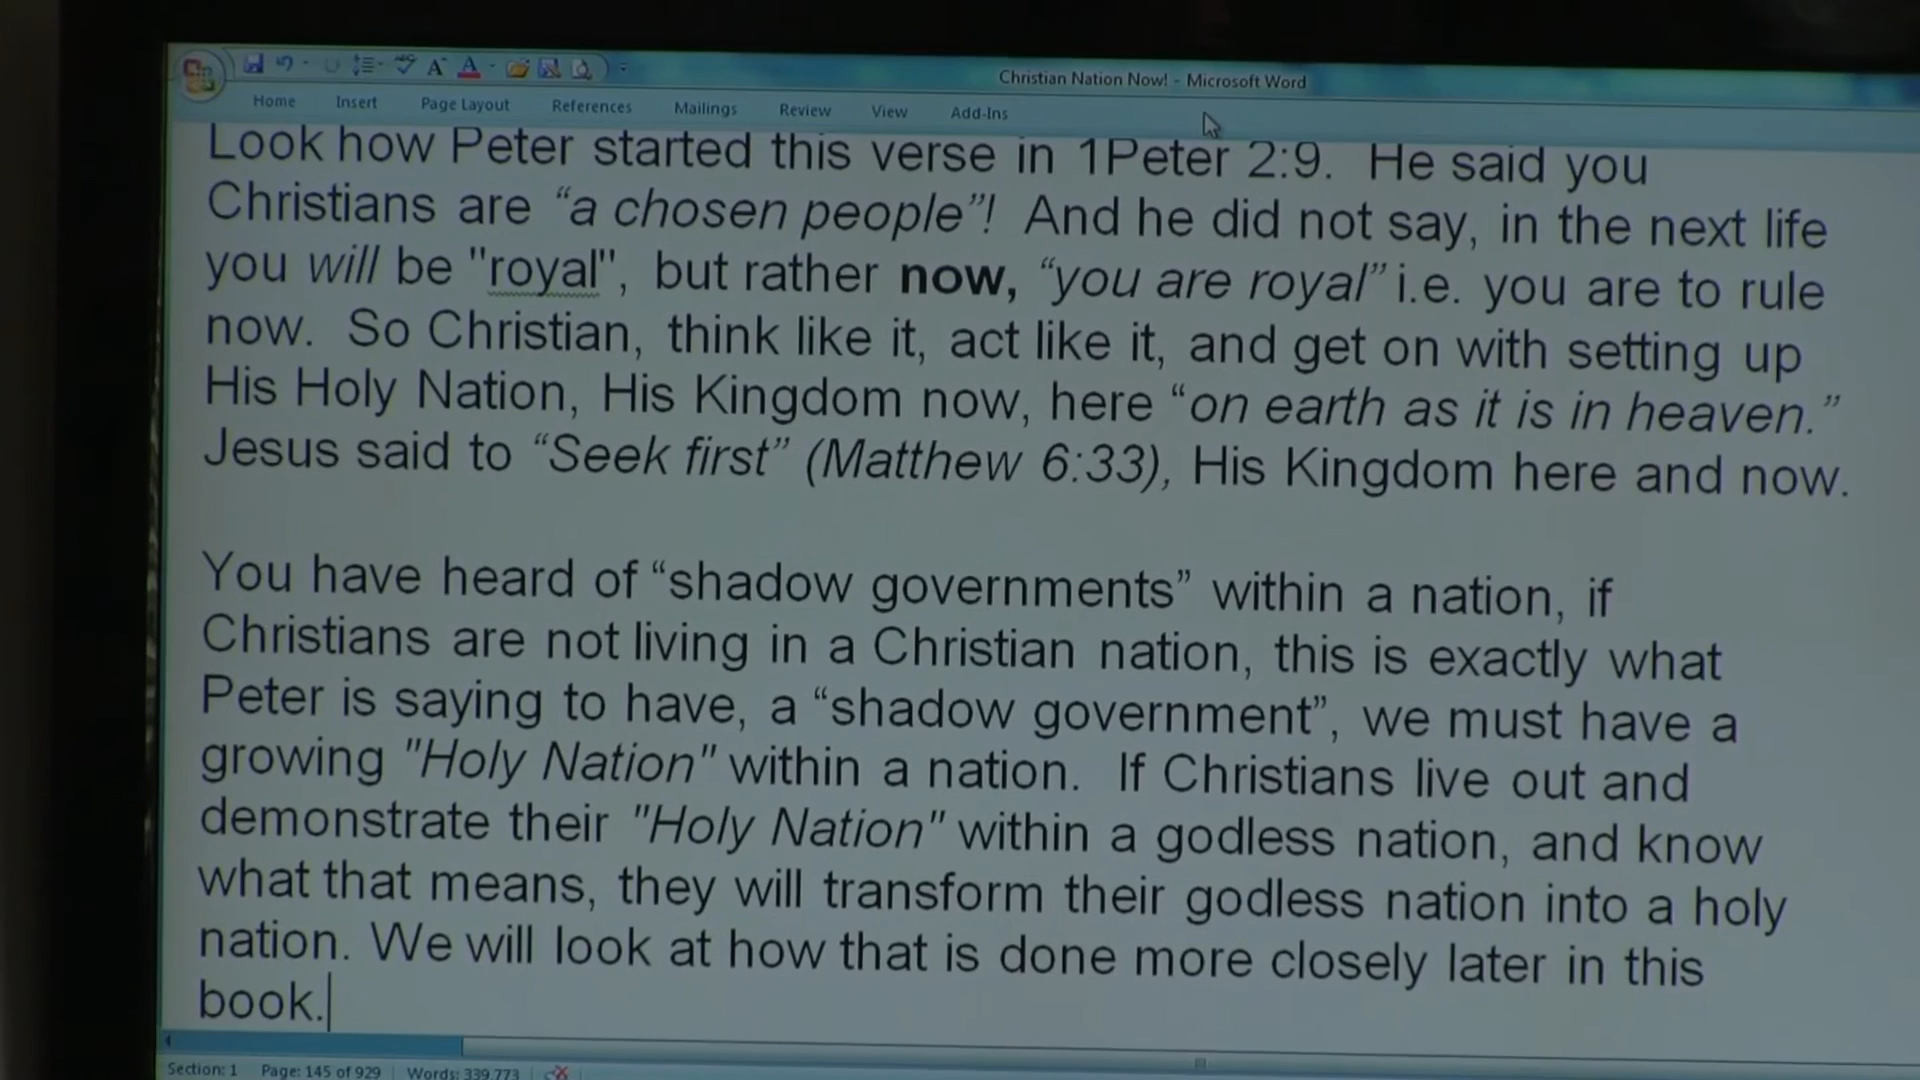 Christian Nation Now! - Microsoft Word
Home Insert Page Layout References Mailings Review View Add-Ins
Look how Peter started this verse in 1Peter 2:9. He said you
Christians are “a chosen people”! And he did not say, in the next life
you will be "royal", but rather now, “you are royal” i.e. you are to rule
now. So Christian, think like it, act like it, and get on with setting up
His Holy Nation, His Kingdom now, here “on earth as it is in heaven.”
Jesus said to “Seek first” (Matthew 6:33), His Kingdom here and now.
You have heard of “shadow governments” within a nation, if
Christians are not living in a Christian nation, this is exactly what
Peter is saying to have, a “shadow government”, we must have a
growing "Holy Nation" within a nation. If Christians live out and
demonstrate their "Holy Nation" within a godless nation, and know
what that means, they will transform their godless nation into a holy
nation. We will look at how that is done more closely later in this
book.
Section: 1 Page: 145 of 929 Words: 339,773